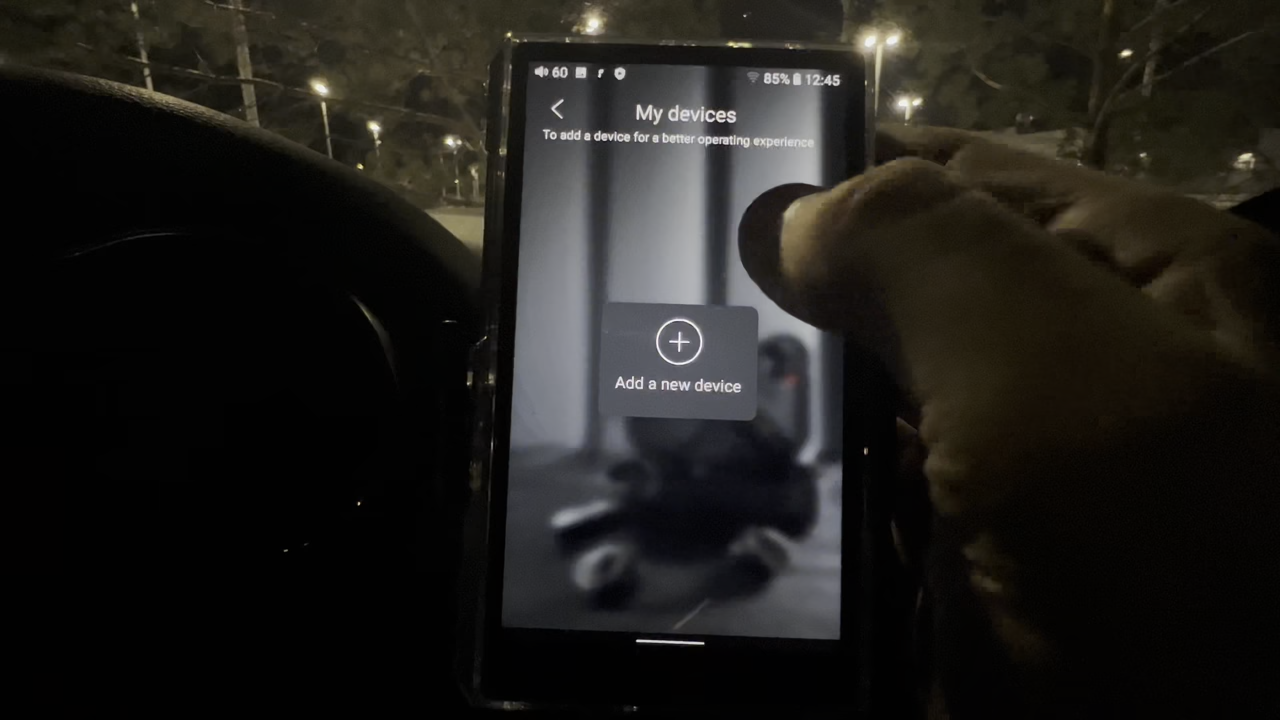 60 85% 12:45
My devices
To add a device for a better operating experience
Add a new device